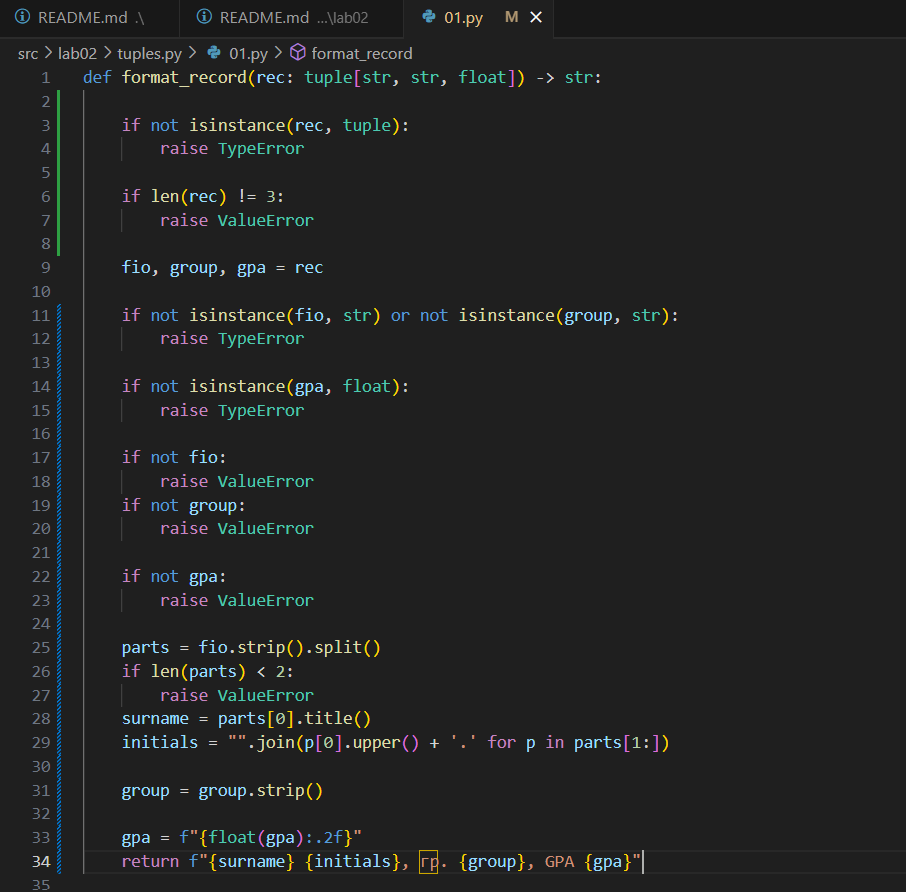 README.md .\
README.md ...\lab02
01.py M
src > lab02 > tuples.py > 01.py > format_record
1 def format_record(rec: tuple[str, str, float]) -> str:
2
3     if not isinstance(rec, tuple):
4         raise TypeError
5
6     if len(rec) != 3:
7         raise ValueError
8
9     fio, group, gpa = rec
10
11     if not isinstance(fio, str) or not isinstance(group, str):
12         raise TypeError
13
14     if not isinstance(gpa, float):
15         raise TypeError
16
17     if not fio:
18         raise ValueError
19     if not group:
20         raise ValueError
21
22     if not gpa:
23         raise ValueError
24
25     parts = fio.strip().split()
26     if len(parts) < 2:
27         raise ValueError
28     surname = parts[0].title()
29     initials = "".join(p[0].upper() + '.' for p in parts[1:])
30
31     group = group.strip()
32
33     gpa = f"{float(gpa):.2f}"
34     return f"{surname} {initials}, гр. {group}, GPA {gpa}"
35